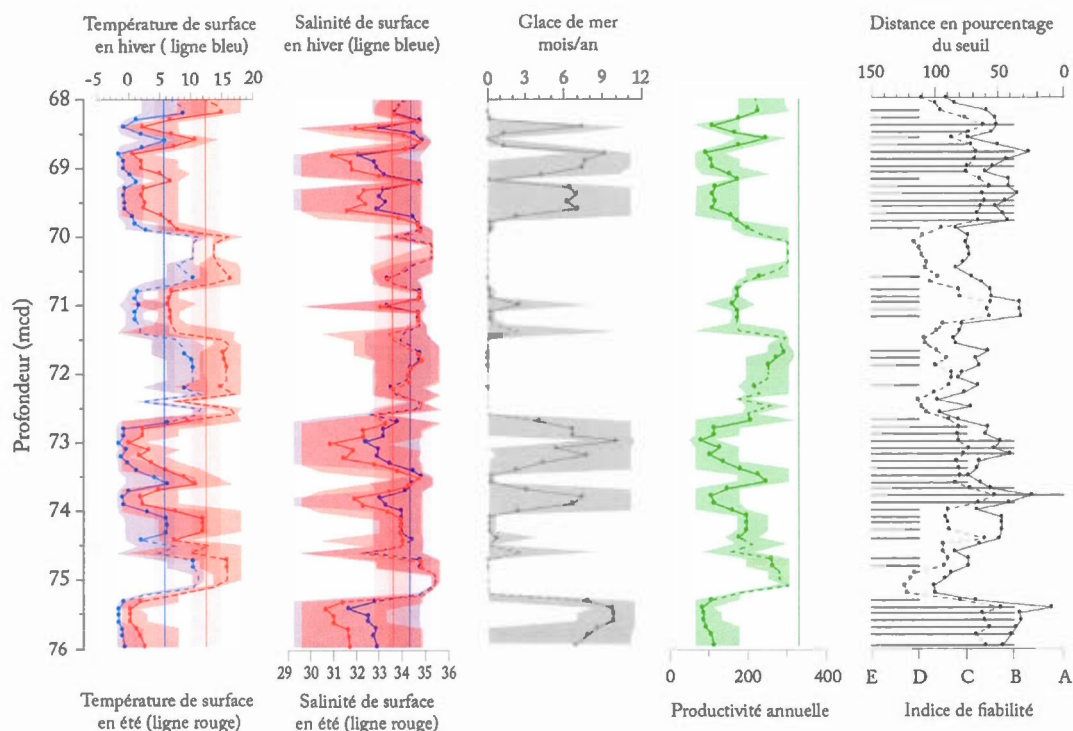 Température de surface
en hiver ( ligne bleu)
Salinité de surface
en hiver (ligne bleue)
Glace de mer
mois/an
Distance en pourcentage
du seuil
-5 0 5 10 15 20
0 3 6 9 12
150 100 50 0
Profondeur (mcd)
68
69
70
71
72
73
74
75
76
29 30 31 32 33 34 35 36
0 200 400
E D C B A
Température de surface
en été (ligne rouge)
Salinité de surface
en été (ligne rouge)
Productivité annuelle
Indice de fiabilité